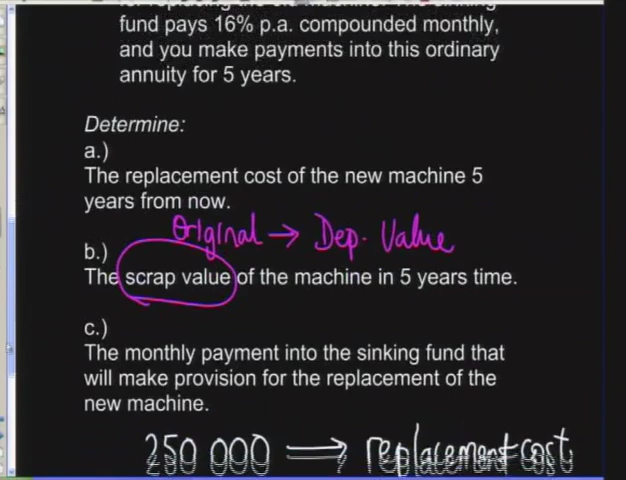 fund pays 16% p.a. compounded monthly,
and you make payments into this ordinary
annuity for 5 years.
Determine:
a.)
The replacement cost of the new machine 5
years from now.
Original → Dep. Value
b.)
The scrap value of the machine in 5 years time.
c.)
The monthly payment into the sinking fund that
will make provision for the replacement of the
new machine.
250 000 ⟹ replacement cost.